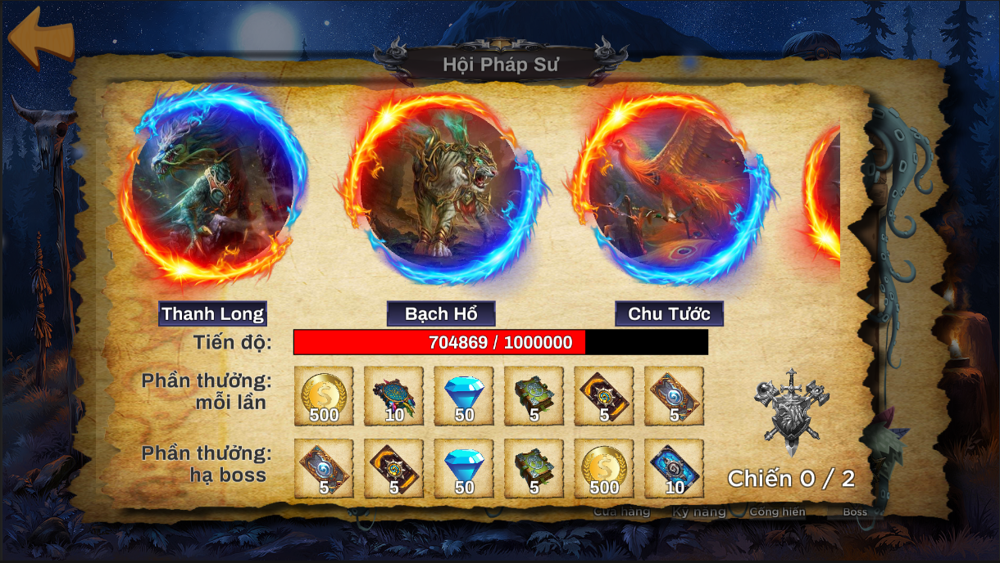 Hội Pháp Sư
Thanh Long
Bạch Hổ
Chu Tước
Tiến độ:
704869 / 1000000
Phần thưởng:
mỗi lần
500
10
50
5
5
5
Phần thưởng:
hạ boss
5
5
50
5
500
10
Chiến 0 / 2
Cửa hàng
Kỹ năng
Công hiến
Boss